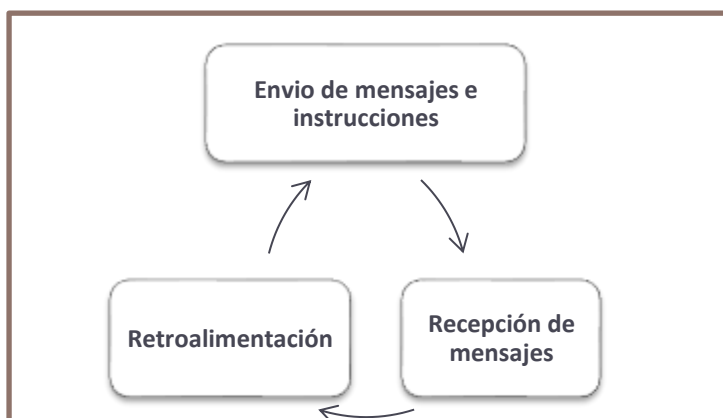 Envio de mensajes e
instrucciones
Retroalimentación
Recepción de
mensajes